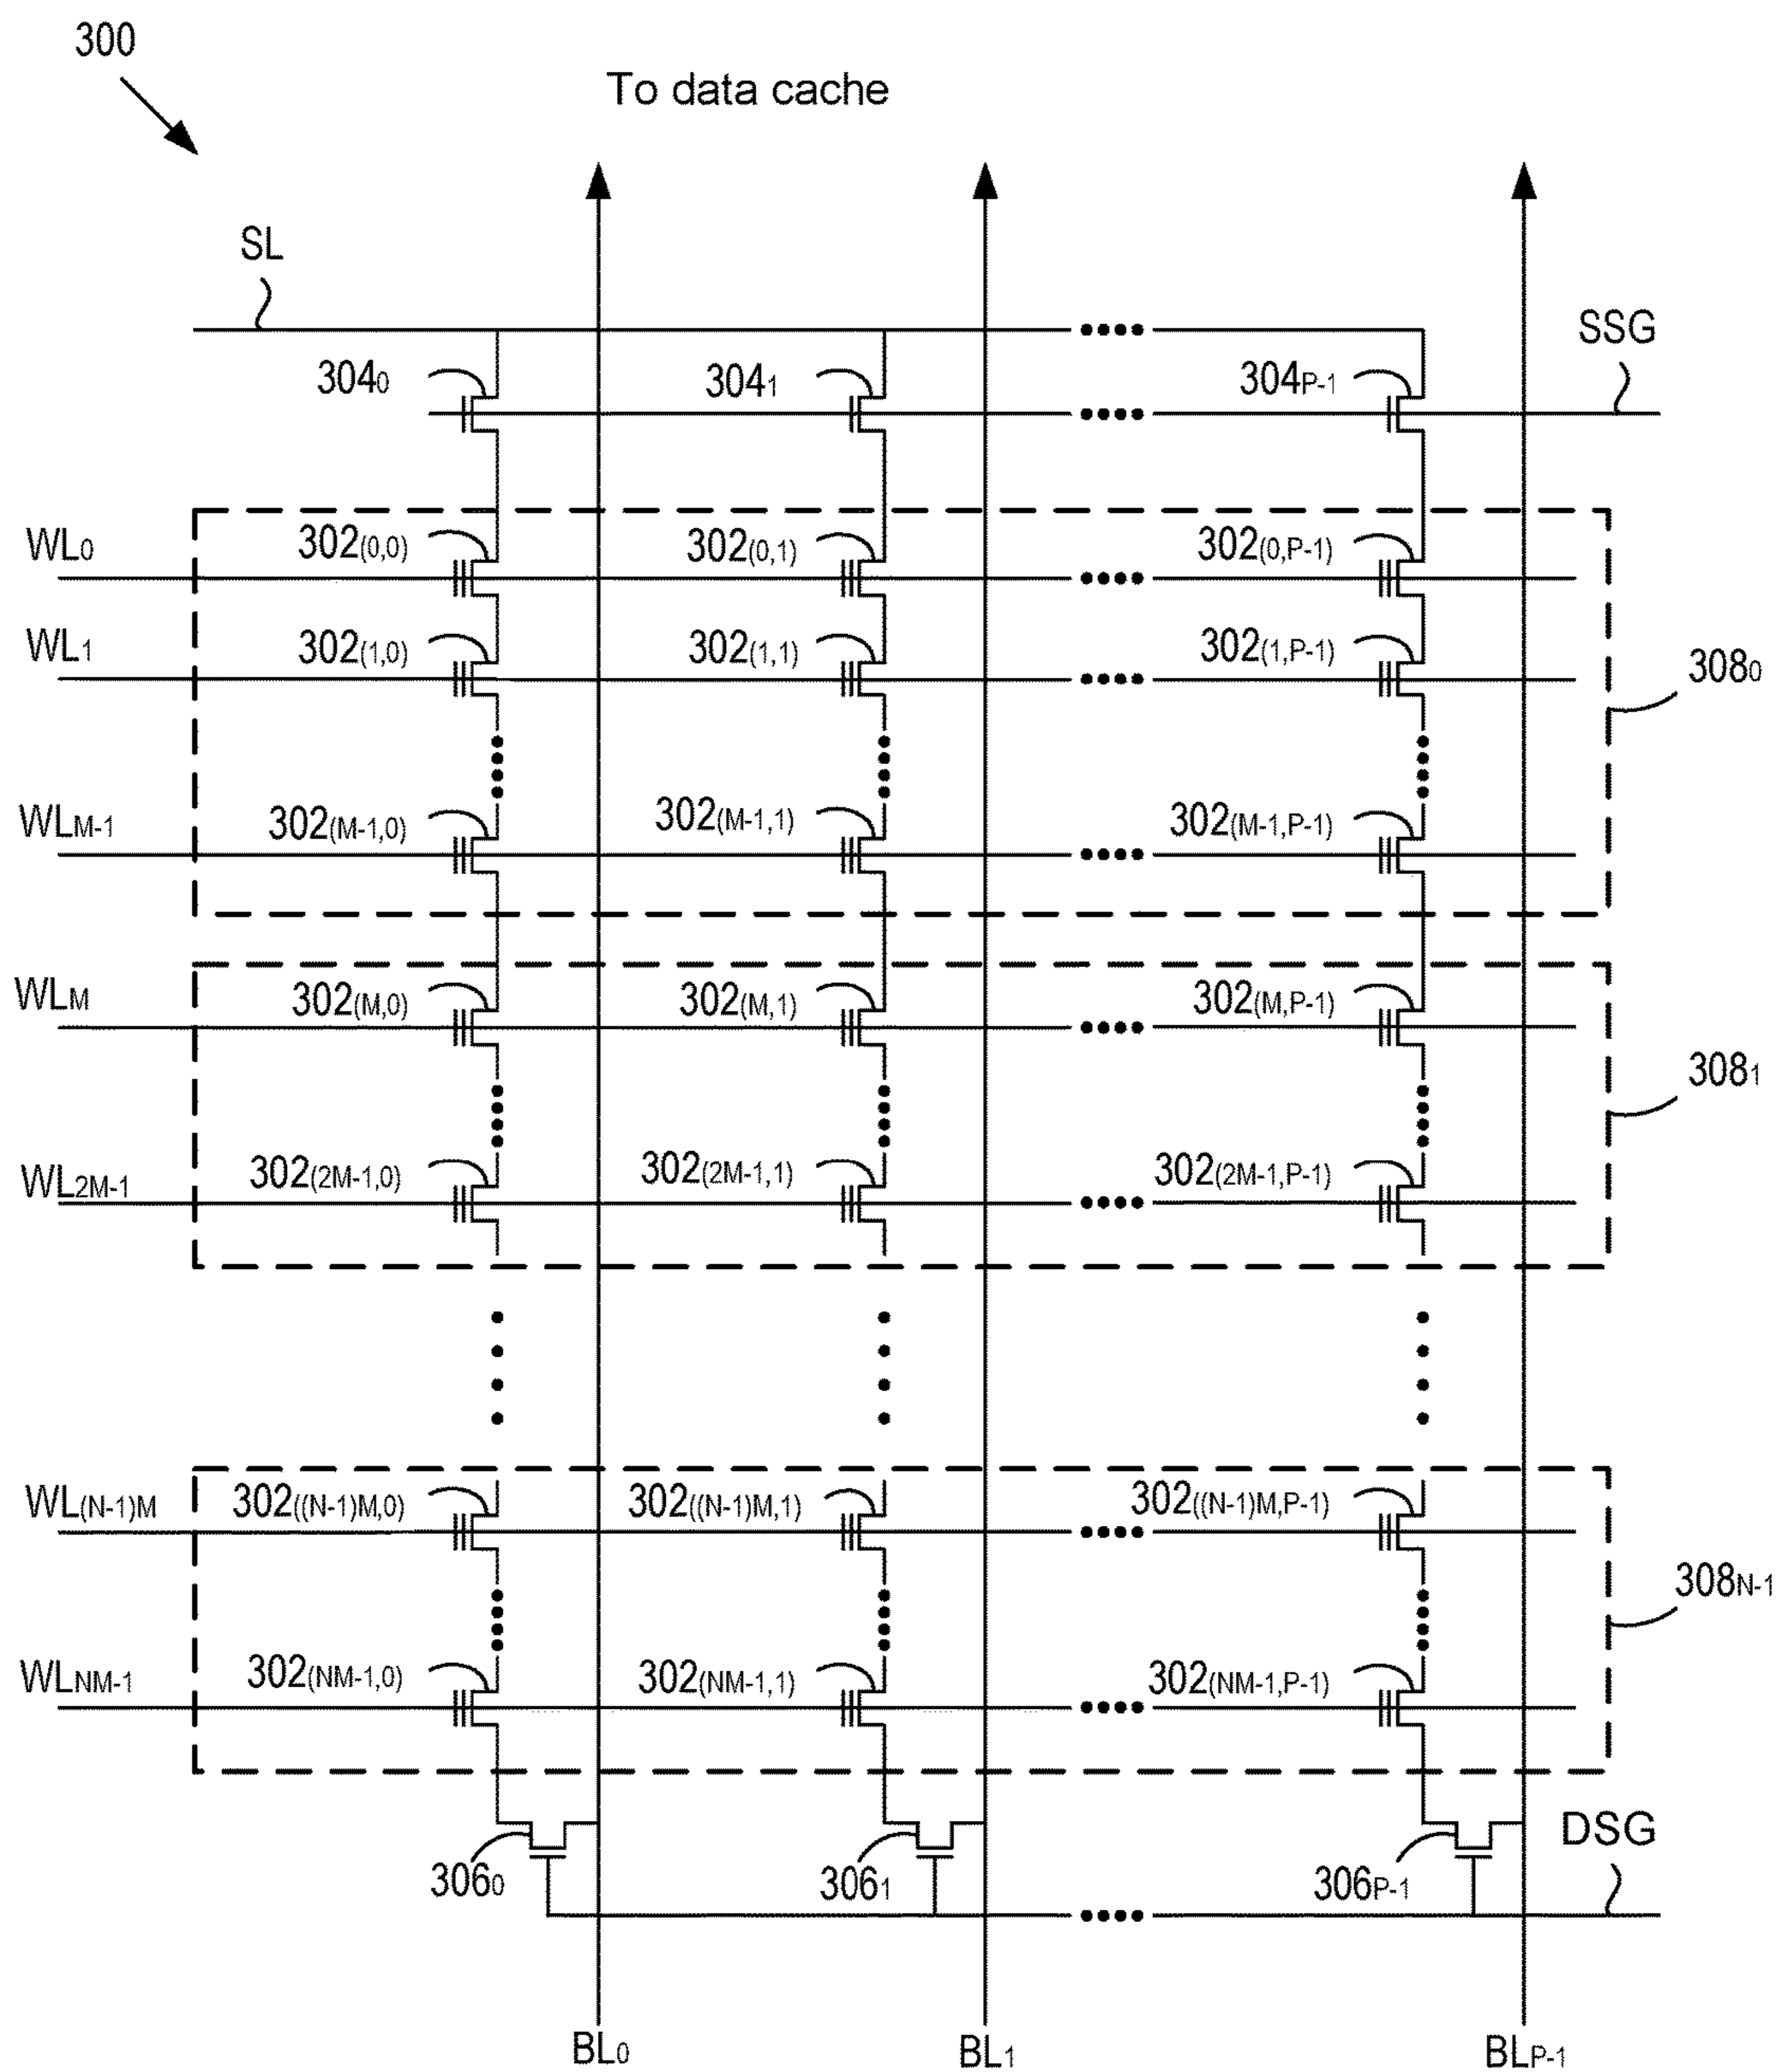 300
To data cache
SL
SSG
304₀ 304₁ 304P-1
WL₀ 302(0,0) 302(0,1) 302(0,P-1)
WL₁ 302(1,0) 302(1,1) 302(1,P-1)
308₀
WLM-1 302(M-1,0) 302(M-1,1) 302(M-1,P-1)
WLM 302(M,0) 302(M,1) 302(M,P-1)
308₁
WL2M-1 302(2M-1,0) 302(2M-1,1) 302(2M-1,P-1)
WL(N-1)M 302((N-1)M,0) 302((N-1)M,1) 302((N-1)M,P-1)
308N-1
WLNM-1 302(NM-1,0) 302(NM-1,1) 302(NM-1,P-1)
DSG
306₀ 306₁ 306P-1
BL₀ BL₁ BLP-1